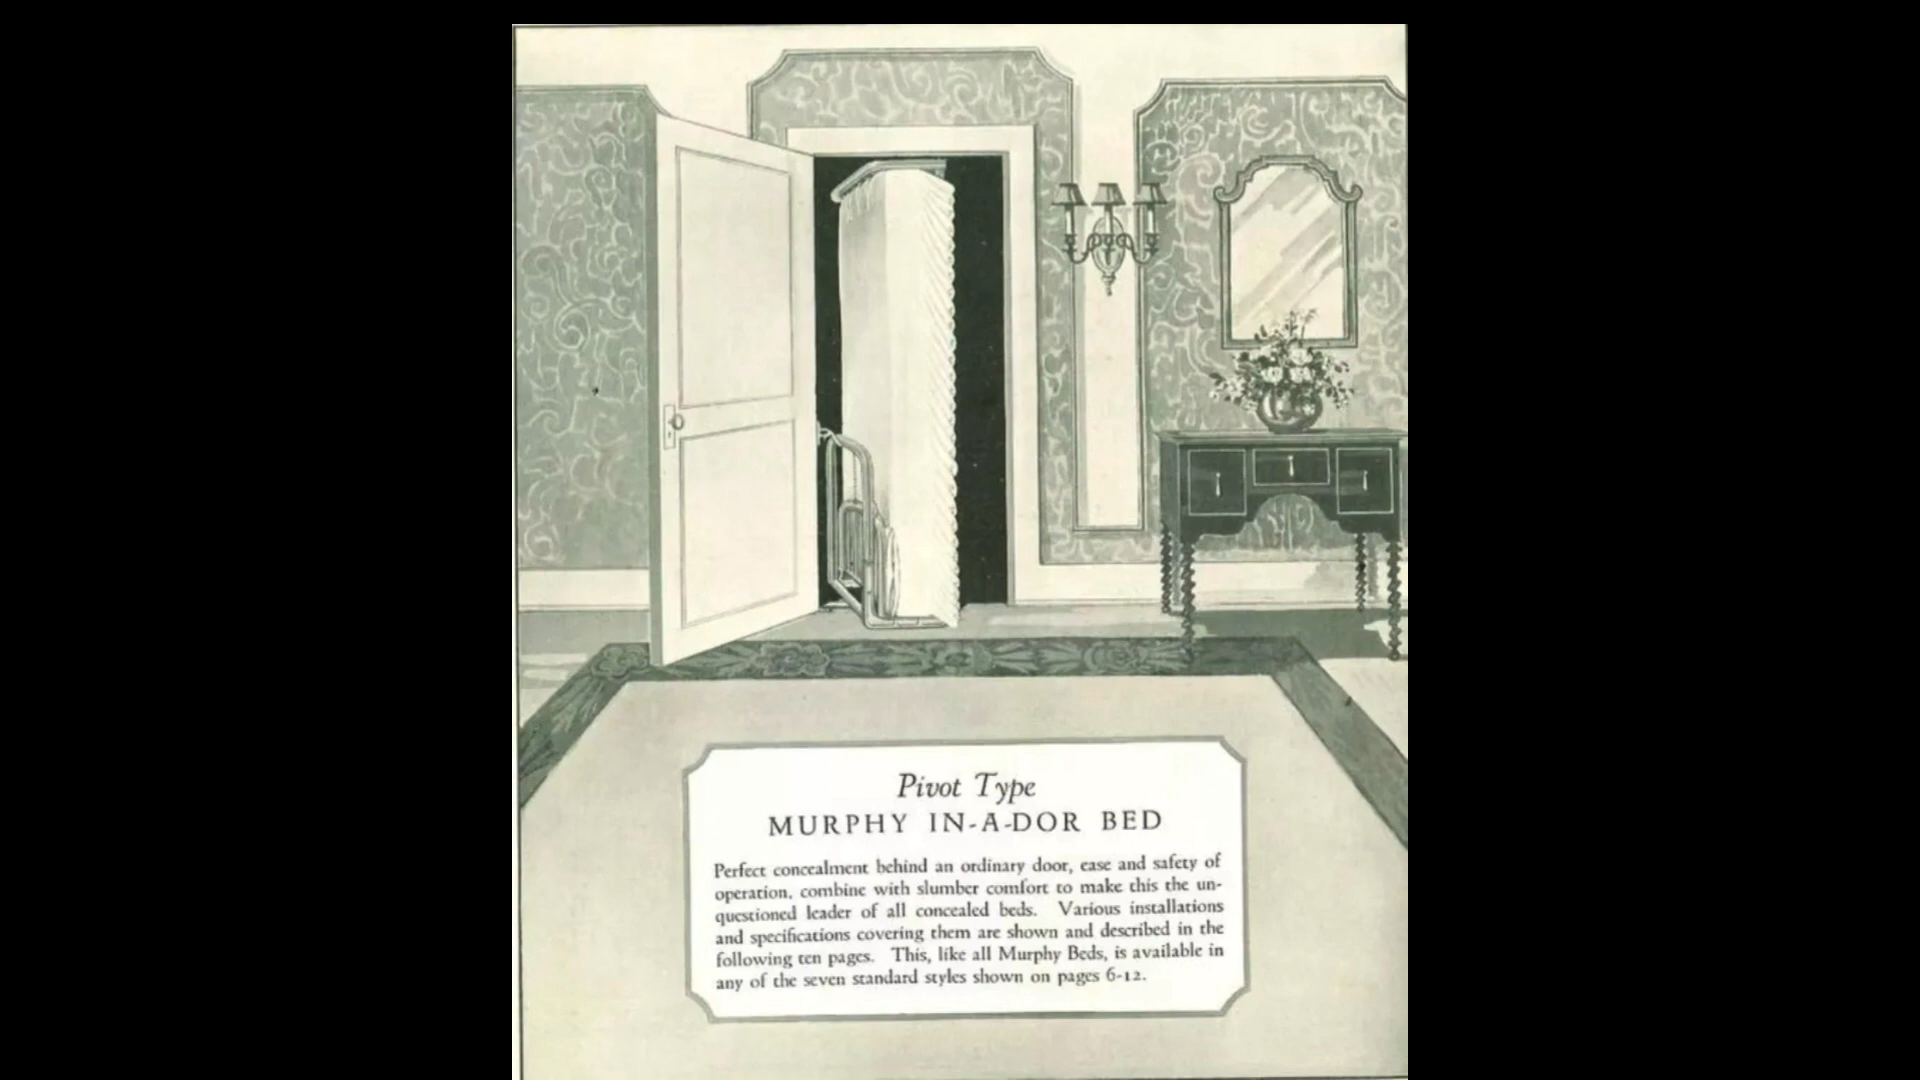 Pivot Type
MURPHY IN-A-DOR BED
Perfect concealment behind an ordinary door, ease and safety of
operation, combine with slumber comfort to make this the un-
questioned leader of all concealed beds. Various installations
and specifications covering them are shown and described in the
following ten pages. This, like all Murphy Beds, is available in
any of the seven standard styles shown on pages 6-12.